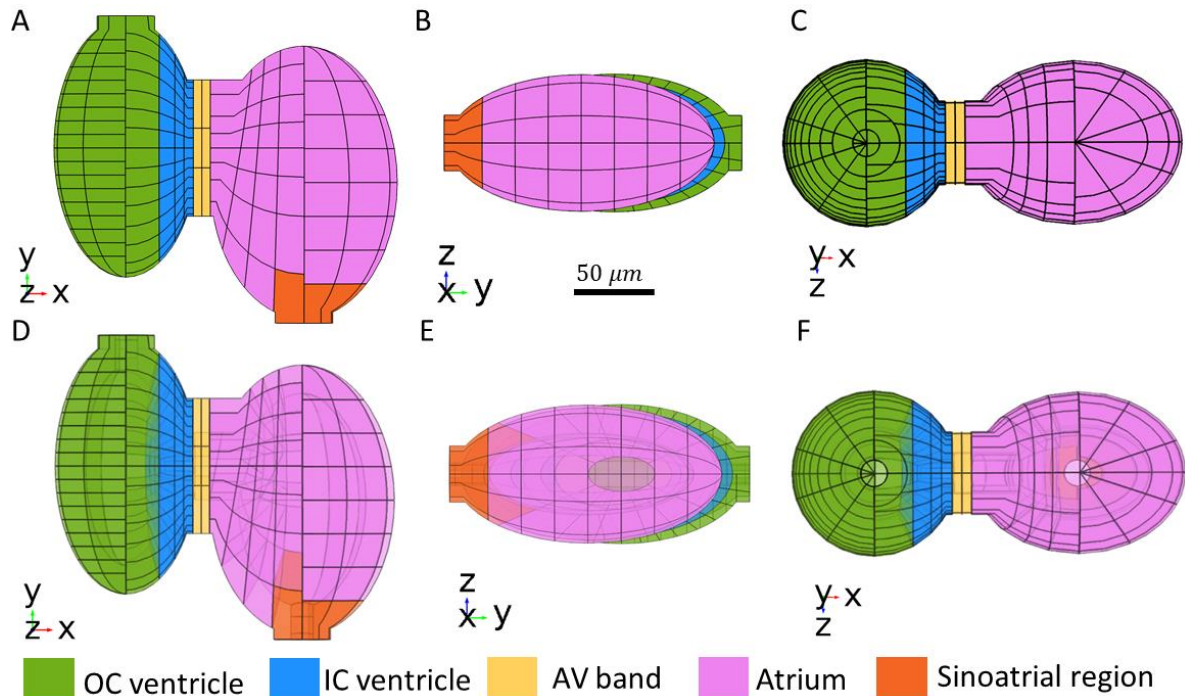 A
B
C
y
z x
z
x y
50 μm
y x
z
D
E
F
y
z x
z
x y
y x
z
OC ventricle
IC ventricle
AV band
Atrium
Sinoatrial region